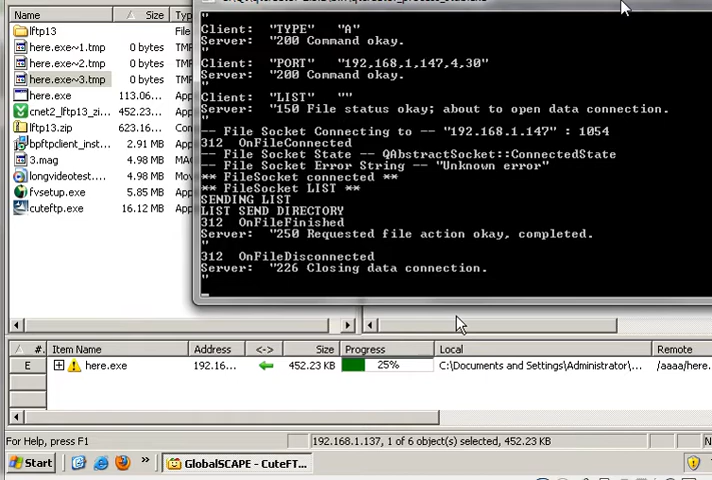 Size
Type
lftp13
here.exe~1.tmp 0 bytes App
here.exe~2.tmp 0 bytes App
here.exe~3.tmp 0 bytes App
here.exe 113.06... App
cnet2_lftp13_zi... 452.23... App
lftp13.zip 623.16...
bpftpclient_inst... 2.91 MB App
3.mag 4.98 MB MAG
longvideotest.... 4.98 MB App
fvsetup.exe 5.85 MB App
cuteftp.exe 16.12 MB App
"
Client: "TYPE" "A"
Server: "200 Command okay.
"
Client: "PORT" "192,168,1,147,4,30"
Server: "200 Command okay.
"
Client: "LIST" ""
Server: "150 File status okay; about to open data connection.
"
-- File Socket Connecting to -- "192.168.1.147" : 1054
312 OnFileConnected
-- File Socket State -- QAbstractSocket::ConnectedState
-- File Socket Error String -- "Unknown error"
** FileSocket connected **
** FileSocket LIST **
SENDING LIST
LIST SEND DIRECTORY
312 OnFileFinished
Server: "250 Requested file action okay, completed.
"
312 OnFileDisconnected
Server: "226 Closing data connection.
"
#. Item Name Address <-> Size Progress Local Remote
E here.exe 192.16... 452.23 KB 25% C:\Documents and Settings\Administrator/... /aaaa/here.
For Help, press F1 192.168.1.137, 1 of 6 object(s) selected, 452.23 KB
Start » GlobalSCAPE - CuteFT...